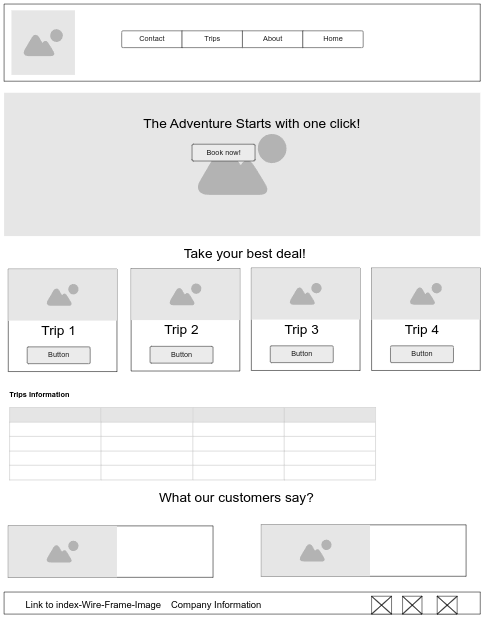 Contact Trips About Home
The Adventure Starts with one click!
Book now!
Take your best deal!
Trip 1 Trip 2 Trip 3 Trip 4
Button Button Button Button
Trips Information
What our customers say?
Link to index-Wire-Frame-Image Company Information